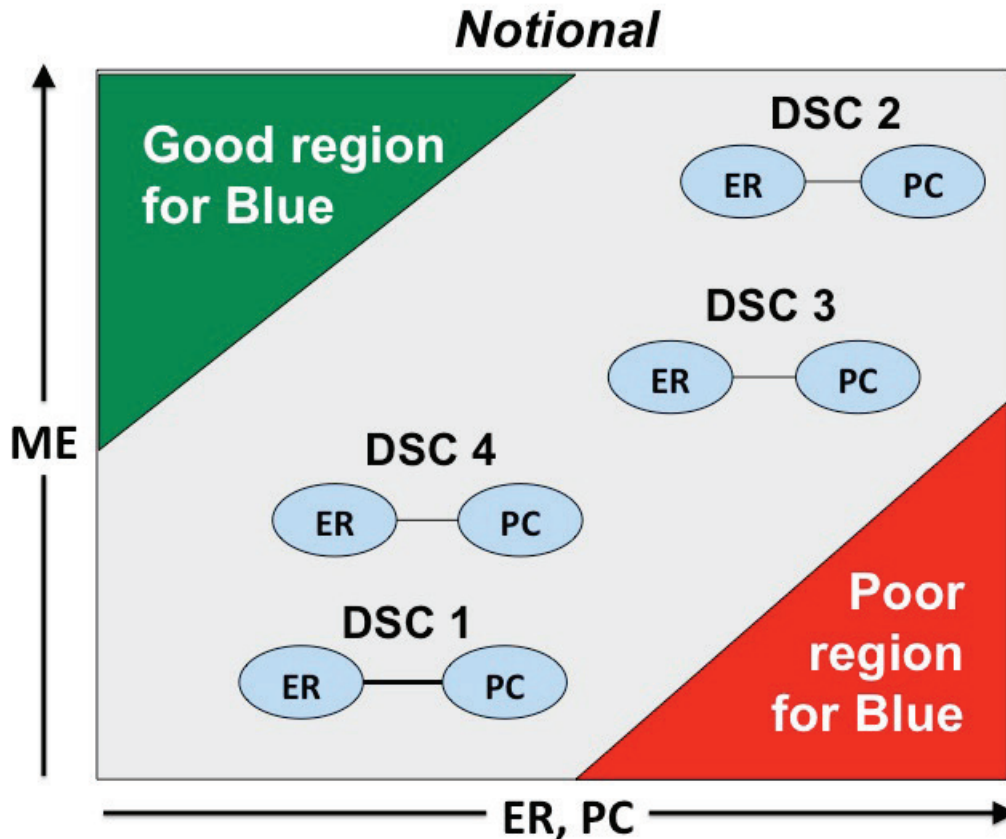 Notional
Good region
for Blue
DSC 2
ER
PC
DSC 3
ER
PC
ME
DSC 4
ER
PC
DSC 1
ER
PC
Poor
region
for Blue
ER, PC